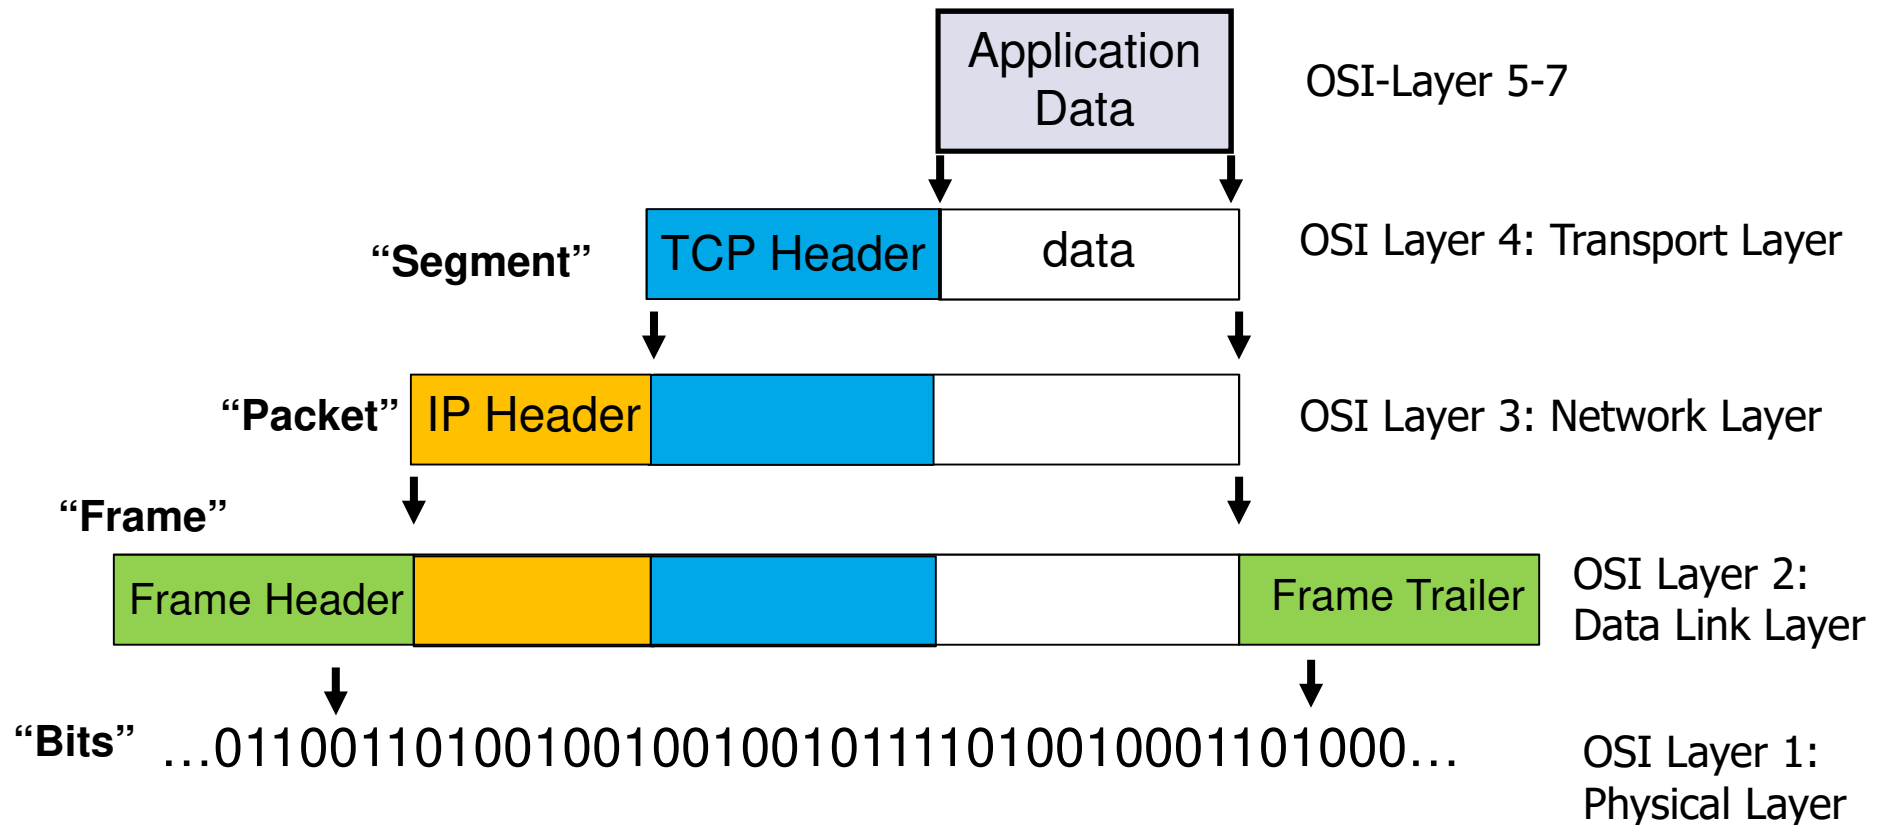 Application
Data
OSI-Layer 5-7
“Segment”
TCP Header
data
OSI Layer 4: Transport Layer
“Packet”
IP Header
OSI Layer 3: Network Layer
“Frame”
Frame Header
Frame Trailer
OSI Layer 2:
Data Link Layer
“Bits”
…0110011010010010010010111101001000110​1000…
OSI Layer 1:
Physical Layer